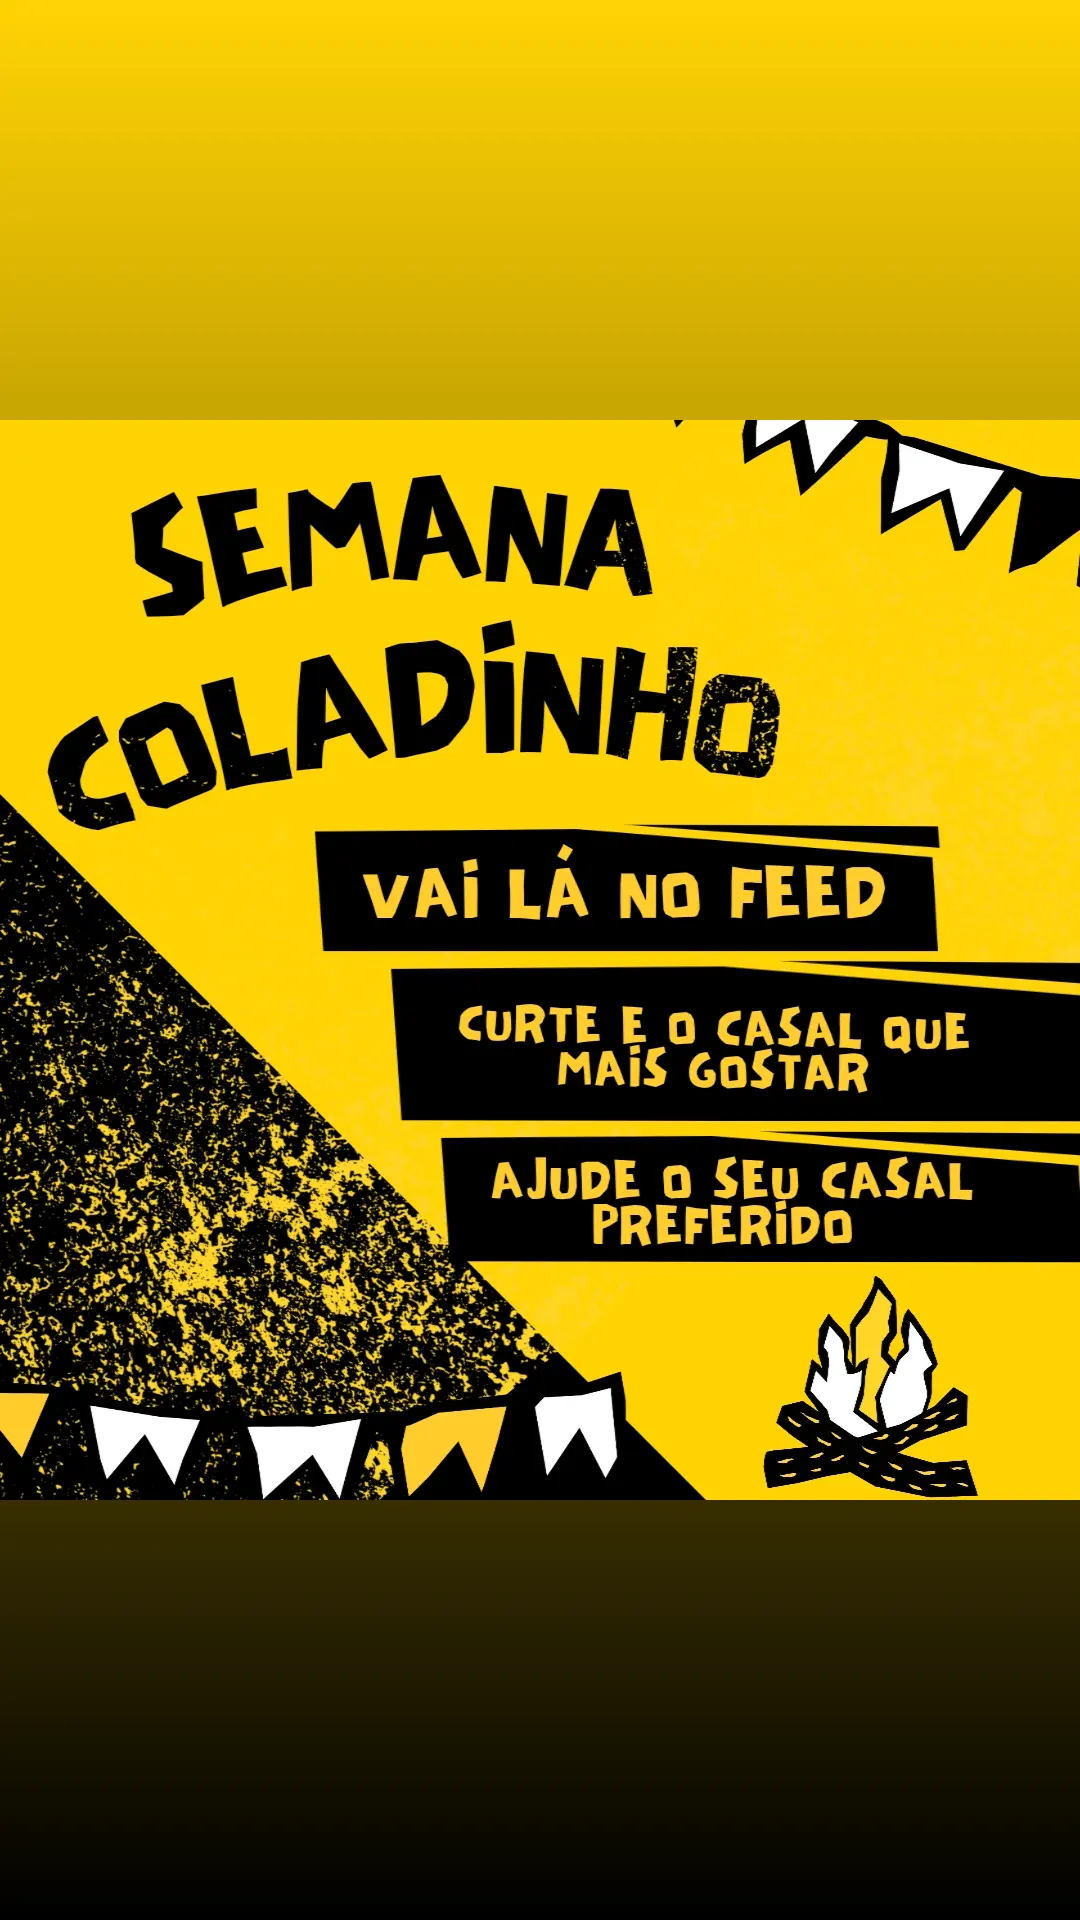 SEMANA
COLADINHO
VAI LÁ NO FEED
CURTE E O CASAL QUE
MAIS GOSTAR
AJUDE O SEU CASAL
PREFERIDO